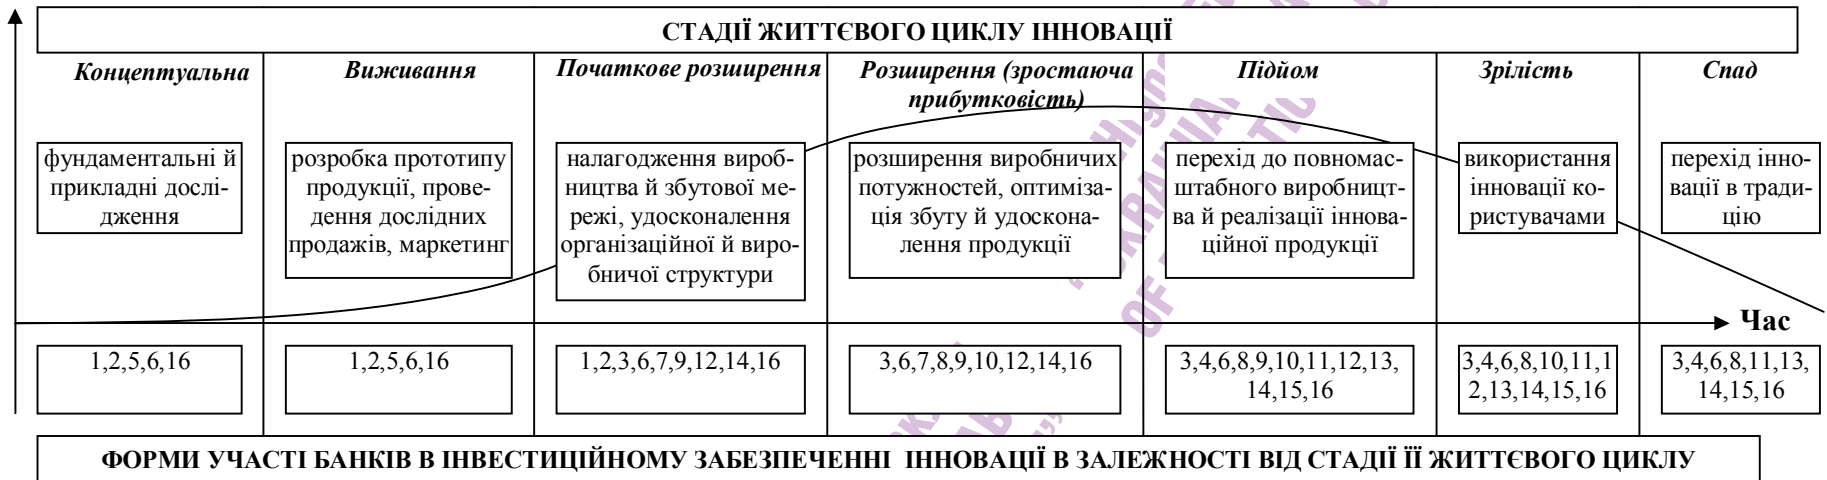 СТАДІЇ ЖИТТЄВОГО ЦИКЛУ ІННОВАЦІЇ
Концептуальна
Виживання
Початкове розширення
Розширення (зростаюча
прибутковість)
Підйом
Зрілість
Спад
фундаментальні й
прикладні дослі-
дження
розробка прототипу
продукції, прове-
дення дослідних
продажів, маркетинг
налагодження вироб-
ництва й збутової ме-
режі, удосконалення
організаційної й виро-
бничої структури
розширення виробничих
потужностей, оптиміза-
ція збуту й удоскона-
лення продукції
перехід до повномас-
штабного виробницт-
ва й реалізації іннова-
ційної продукції
використання
інновації ко-
ристувачами
перехід інно-
вації в тради-
цію
Час
1,2,5,6,16
1,2,5,6,16
1,2,3,6,7,9,12,14,16
3,6,7,8,9,10,12,14,16
3,4,6,8,9,10,11,12,13,
14,15,16
3,4,6,8,10,11,1
2,13,14,15,16
3,4,6,8,11,13,
14,15,16
ФОРМИ УЧАСТІ БАНКІВ В ІНВЕСТИЦІЙНОМУ ЗАБЕЗПЕЧЕННІ ІННОВАЦІЇ В ЗАЛЕЖНОСТІ ВІД СТАДІЇ ЇЇ ЖИТТЄВОГО ЦИКЛУ